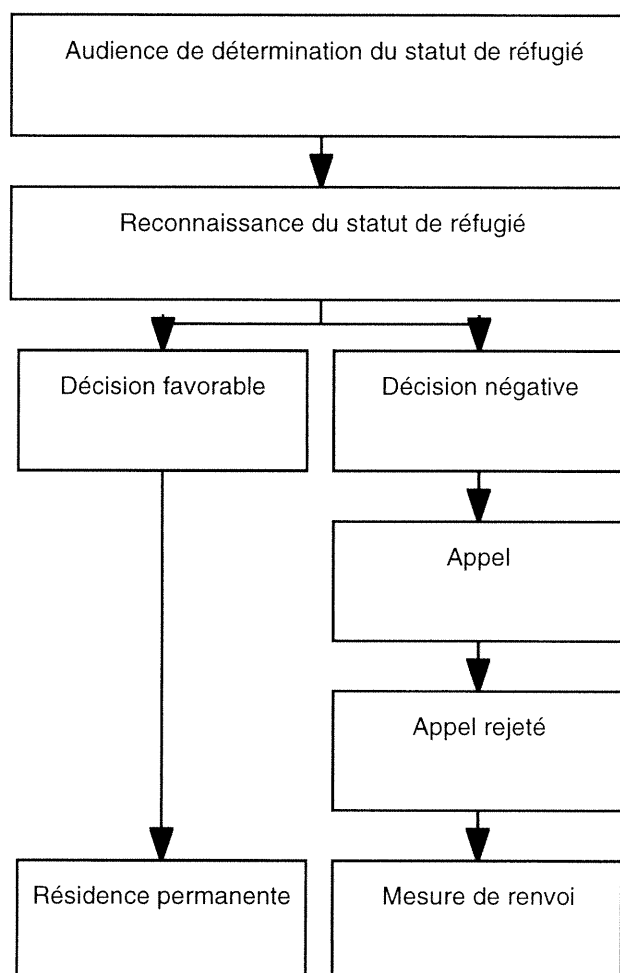 Audience de détermination du statut de réfugié
Reconnaissance du statut de réfugié
Décision favorable
Décision négative
Appel
Appel rejeté
Résidence permanente
Mesure de renvoi